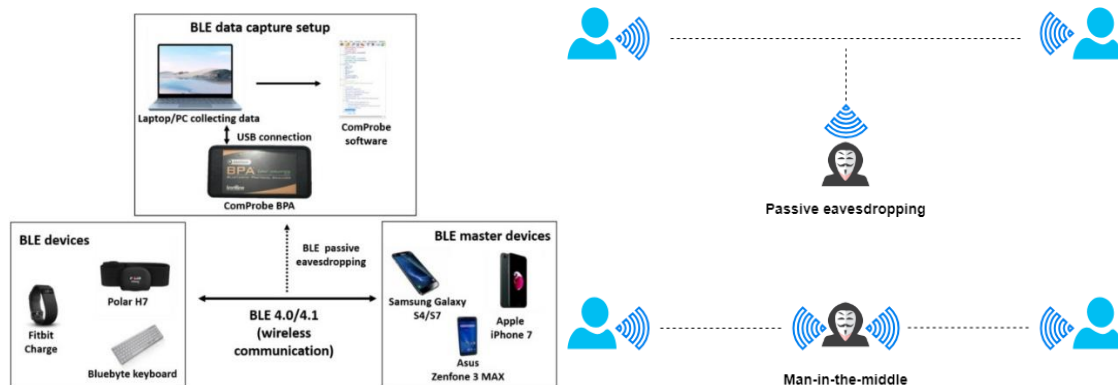 BLE data capture setup
Laptop/PC collecting data
ComProbe
software
USB connection
BPA
ComProbe BPA
BLE devices
Polar H7
Fitbit
Charge
Bluebyte keyboard
BLE passive
eavesdropping
BLE 4.0/4.1
(wireless
communication)
BLE master devices
Samsung Galaxy
S4/S7
Apple
iPhone 7
Asus
Zenfone 3 MAX
Passive eavesdropping
Man-in-the-middle